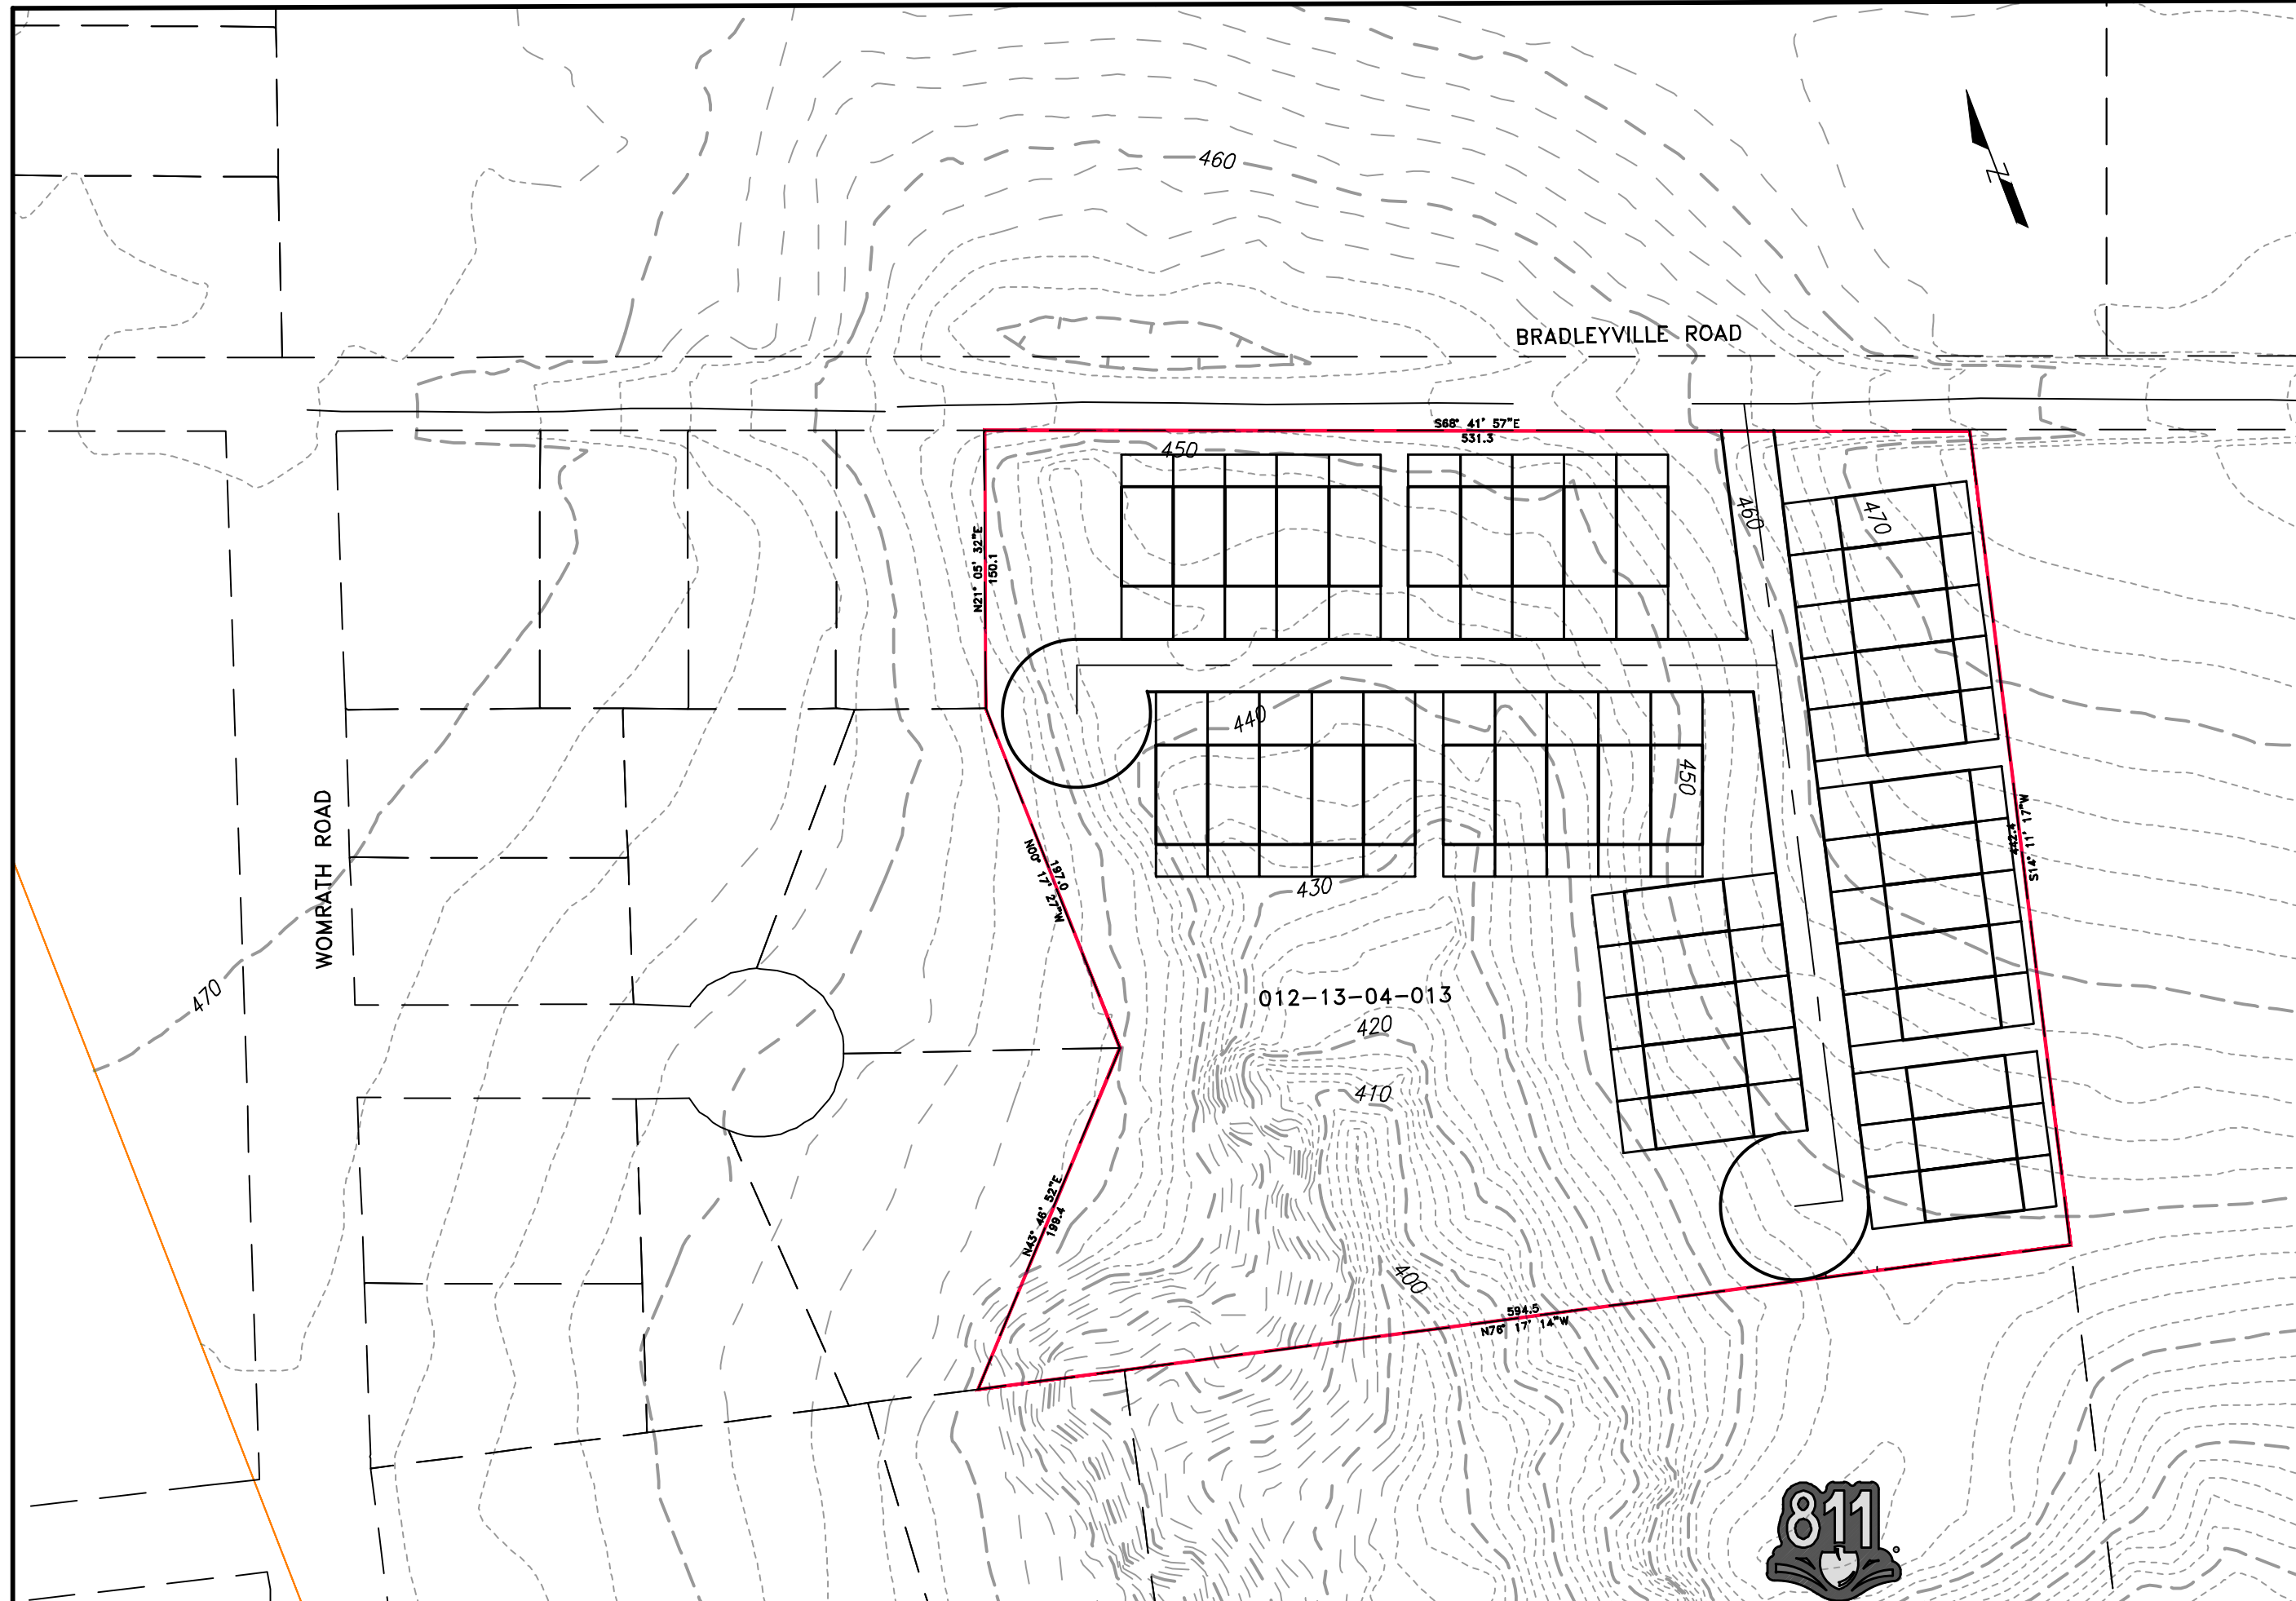 460
N
BRADLEYVILLE ROAD
S68° 41' 57"E
531.3
450
460
470
N21° 05' 32"E
150.1
440
450
WOMRATH ROAD
197.0
N00° 17' 27"W
442.4
S14° 11' 17"W
430
470
012-13-04-013
420
410
N43° 46' 52"E
199.4
400
594.5
N76° 17' 14"W
811